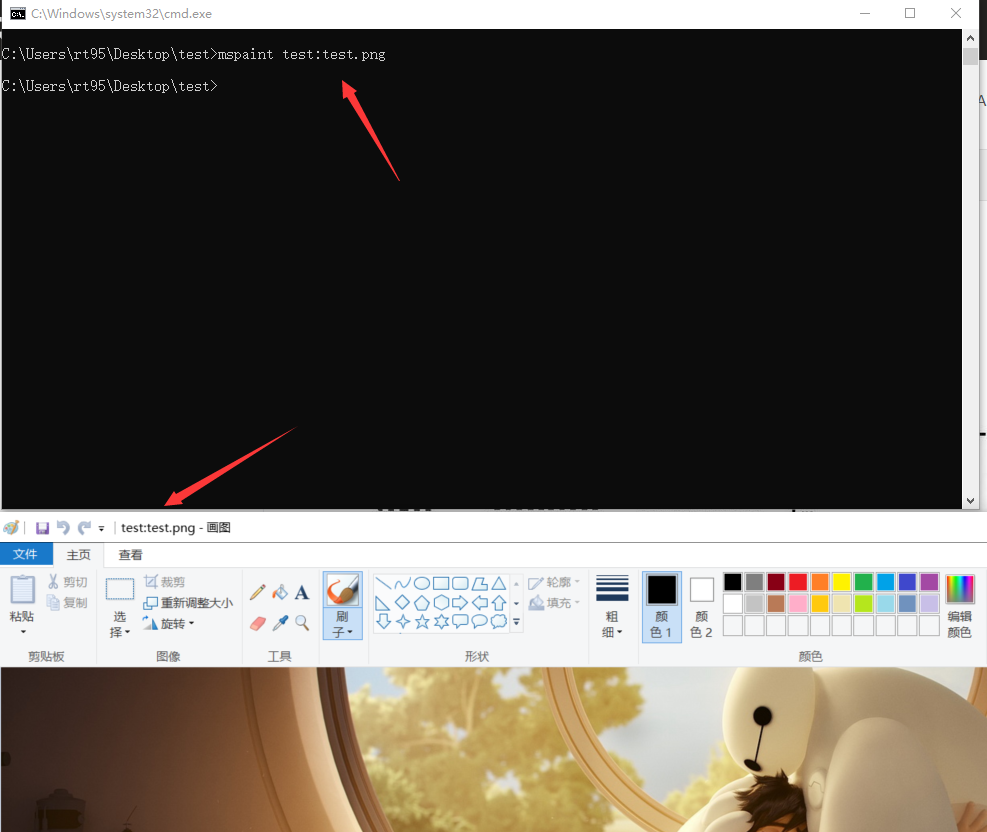 C:\Windows\system32\cmd.exe
C:\Users\rt95\Desktop\test>mspaint test:test.png
C:\Users\rt95\Desktop\test>
test:test.png - 画图
文件 主页 查看
粘贴
剪切
复制
剪贴板
选
择
裁剪
重新调整大小
旋转
图像
A
工具
刷
子
轮廓
填充
形状
粗
细
颜
色 1
颜
色 2
编辑
颜色
颜色